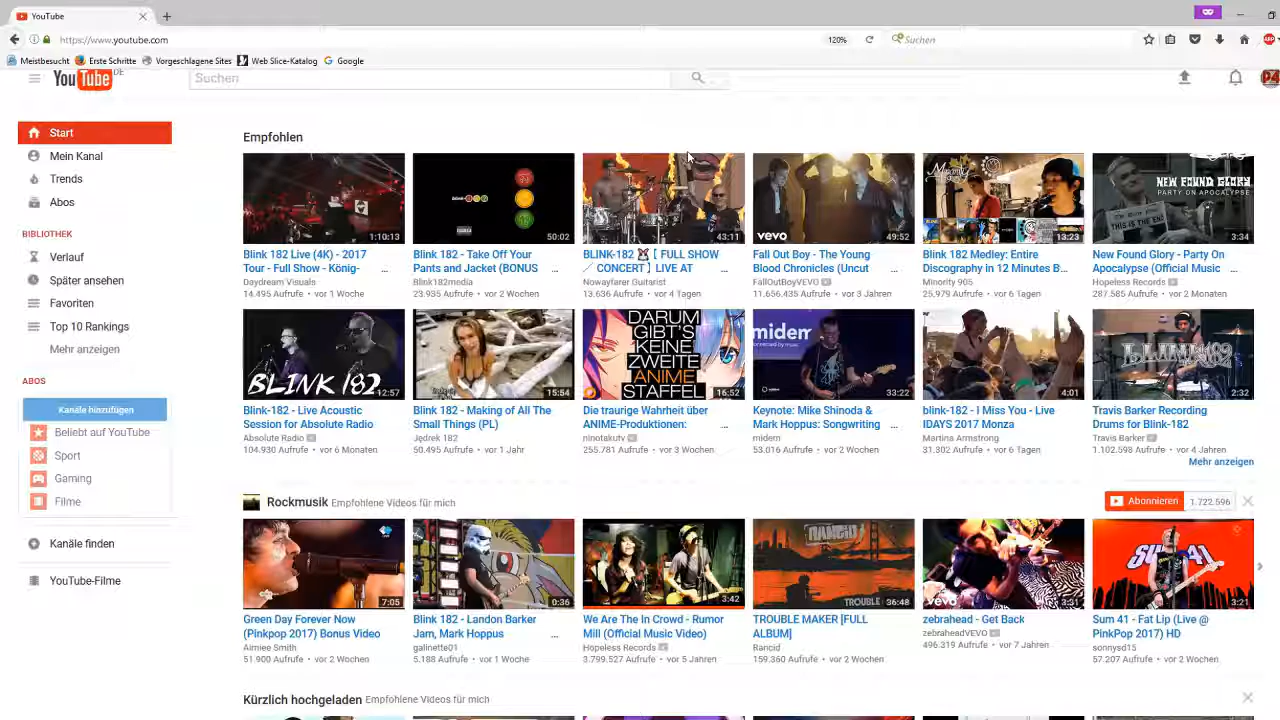 YouTube
https://www.youtube.com
120%
Suchen
Meistbesucht
Erste Schritte
Vorgeschlagene Sites
Web Slice-Katalog
Google
YouTube DE
Suchen
Start
Mein Kanal
Trends
Abos
BIBLIOTHEK
Verlauf
Später ansehen
Favoriten
Top 10 Rankings
Mehr anzeigen
ABOS
Kanäle hinzufügen
Beliebt auf YouTube
Sport
Gaming
Filme
Kanäle finden
YouTube-Filme
Empfohlen
1:10:13
50:02
43:11
vevo
49:52
13:23
NEW FOUND GLORY
PARTY ON APOCALYPSE
3:34
Blink 182 Live (4K) - 2017
Tour - Full Show - König- ...
Daydream Visuals
14.495 Aufrufe • vor 1 Woche
Blink 182 - Take Off Your
Pants and Jacket (BONUS ...
Blink182media
23.935 Aufrufe • vor 2 Wochen
BLINK-182 【 FULL SHOW
／ CONCERT 】 LIVE AT ...
Nowayfarer Guitarist
13.636 Aufrufe • vor 4 Tagen
Fall Out Boy - The Young
Blood Chronicles (Uncut ...
FallOutBoyVEVO
11.656.435 Aufrufe • vor 3 Jahren
Blink 182 Medley: Entire
Discography in 12 Minutes B...
Minority 905
25.979 Aufrufe • vor 6 Tagen
New Found Glory - Party On
Apocalypse (Official Music ...
Hopeless Records
287.585 Aufrufe • vor 2 Monaten
BLINK 182
12:57
15:54
DARUM
GIBT'S
KEINE
ZWEITE
ANIME
STAFFEL
16:52
midem
33:22
4:01
BLINK 182
2:32
Blink-182 - Live Acoustic
Session for Absolute Radio
Absolute Radio
104.930 Aufrufe • vor 6 Monaten
Blink 182 - Making of All The
Small Things (PL)
Jędrek 182
50.495 Aufrufe • vor 1 Jahr
Die traurige Wahrheit über
ANIME-Produktionen: ...
ninotakutv
255.781 Aufrufe • vor 3 Wochen
Keynote: Mike Shinoda &
Mark Hoppus: Songwriting ...
midem
53.016 Aufrufe • vor 2 Wochen
blink-182 - I Miss You - Live
IDAYS 2017 Monza
Martina Armstrong
31.302 Aufrufe • vor 6 Tagen
Travis Barker Recording
Drums for Blink-182
Travis Barker
1.102.598 Aufrufe • vor 4 Jahren
Mehr anzeigen
Rockmusik Empfohlene Videos für mich
Abonnieren 1.722.596
7:05
0:36
3:42
RANCID
TROUBLE
36:48
vevo
3:31
SUM 41
3:21
Green Day Forever Now
(Pinkpop 2017) Bonus Video
Aimiee Smith
51.900 Aufrufe • vor 2 Wochen
Blink 182 - Landon Barker
Jam, Mark Hoppus ...
galinette01
5.188 Aufrufe • vor 1 Woche
We Are The In Crowd - Rumor
Mill (Official Music Video)
Hopeless Records
3.799.527 Aufrufe • vor 5 Jahren
TROUBLE MAKER [FULL
ALBUM]
Rancid
159.360 Aufrufe • vor 2 Wochen
zebrahead - Get Back
zebraheadVEVO
496.319 Aufrufe • vor 7 Jahren
Sum 41 - Fat Lip (Live @
PinkPop 2017) HD
sonnysd15
57.207 Aufrufe • vor 2 Wochen
Kürzlich hochgeladen Empfohlene Videos für mich